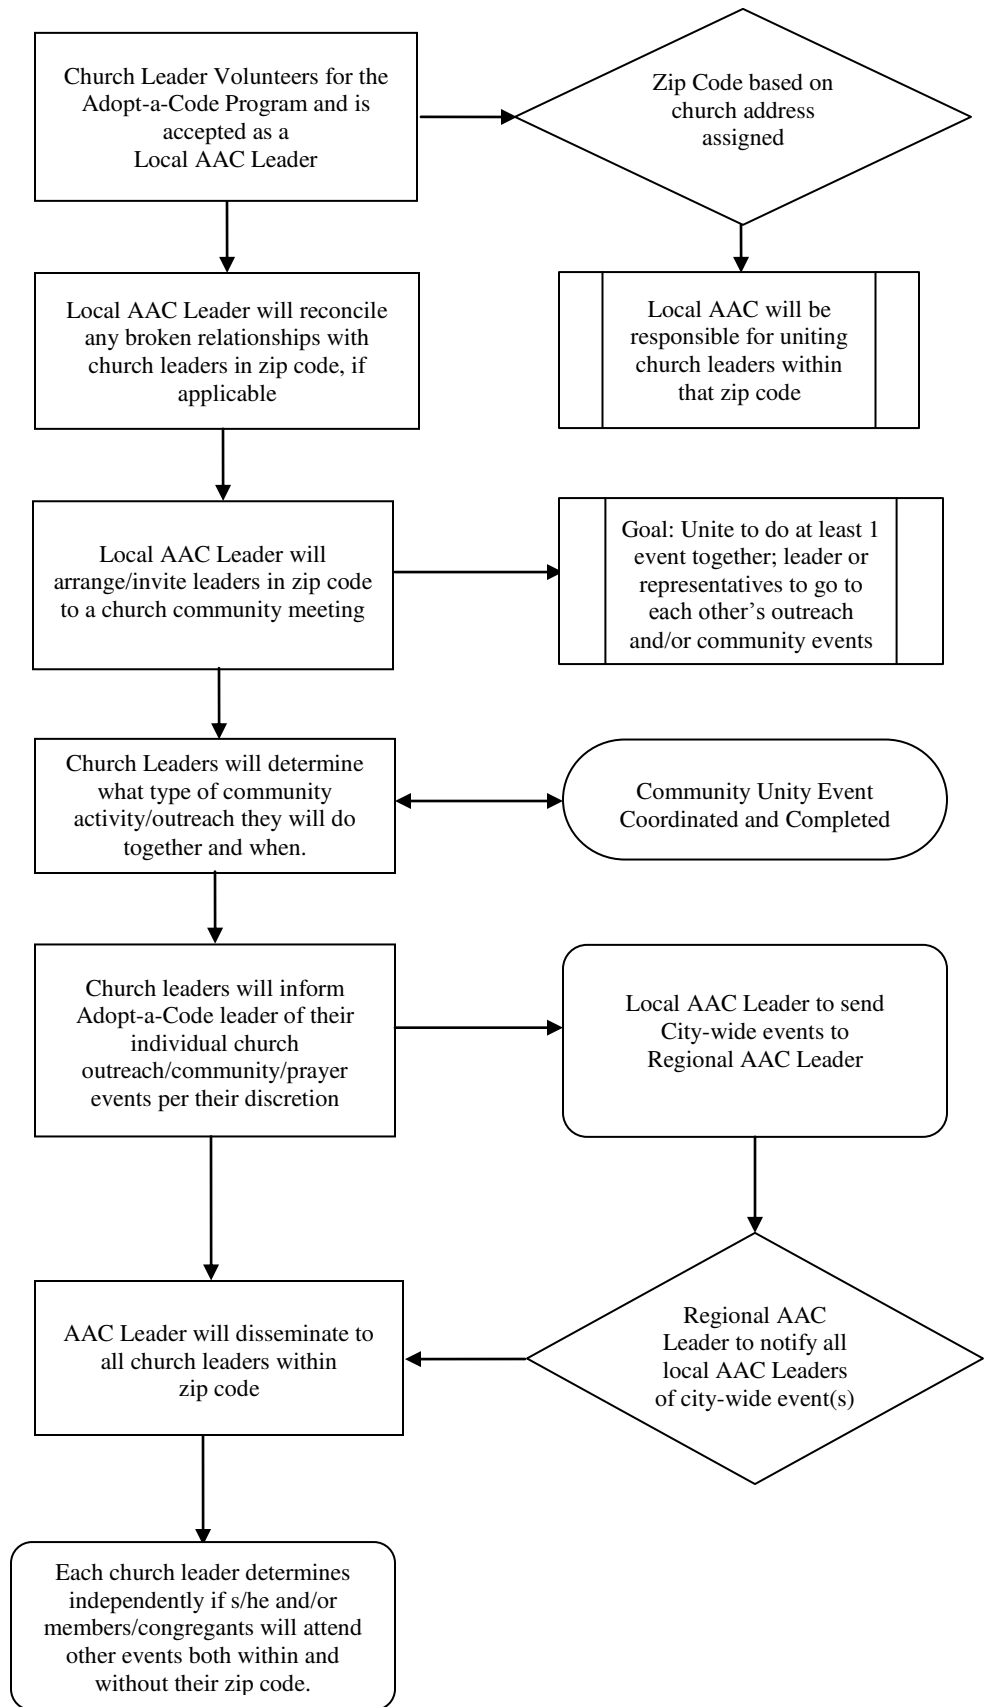 Church Leader Volunteers for the
Adopt-a-Code Program and is
accepted as a
Local AAC Leader
Zip Code based on
church address
assigned
Local AAC Leader will reconcile
any broken relationships with
church leaders in zip code, if
applicable
Local AAC will be
responsible for uniting
church leaders within
that zip code
Local AAC Leader will
arrange/invite leaders in zip code
to a church community meeting
Goal: Unite to do at least 1
event together; leader or
representatives to go to
each other’s outreach
and/or community events
Church Leaders will determine
what type of community
activity/outreach they will do
together and when.
Community Unity Event
Coordinated and Completed
Church leaders will inform
Adopt-a-Code leader of their
individual church
outreach/community/prayer
events per their discretion
Local AAC Leader to send
City-wide events to
Regional AAC Leader
AAC Leader will disseminate to
all church leaders within
zip code
Regional AAC
Leader to notify all
local AAC Leaders
of city-wide event(s)
Each church leader determines
independently if s/he and/or
members/congregants will attend
other events both within and
without their zip code.